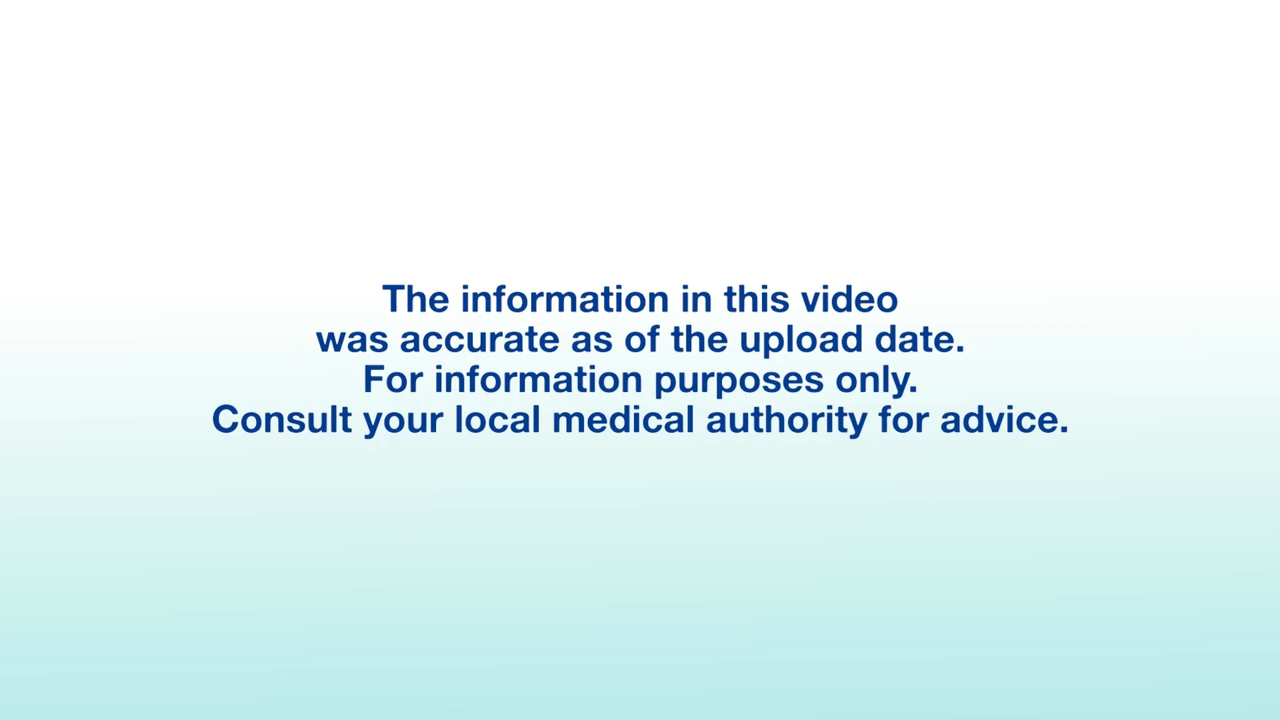 The information in this video
was accurate as of the upload date.
For information purposes only.
Consult your local medical authority for advice.